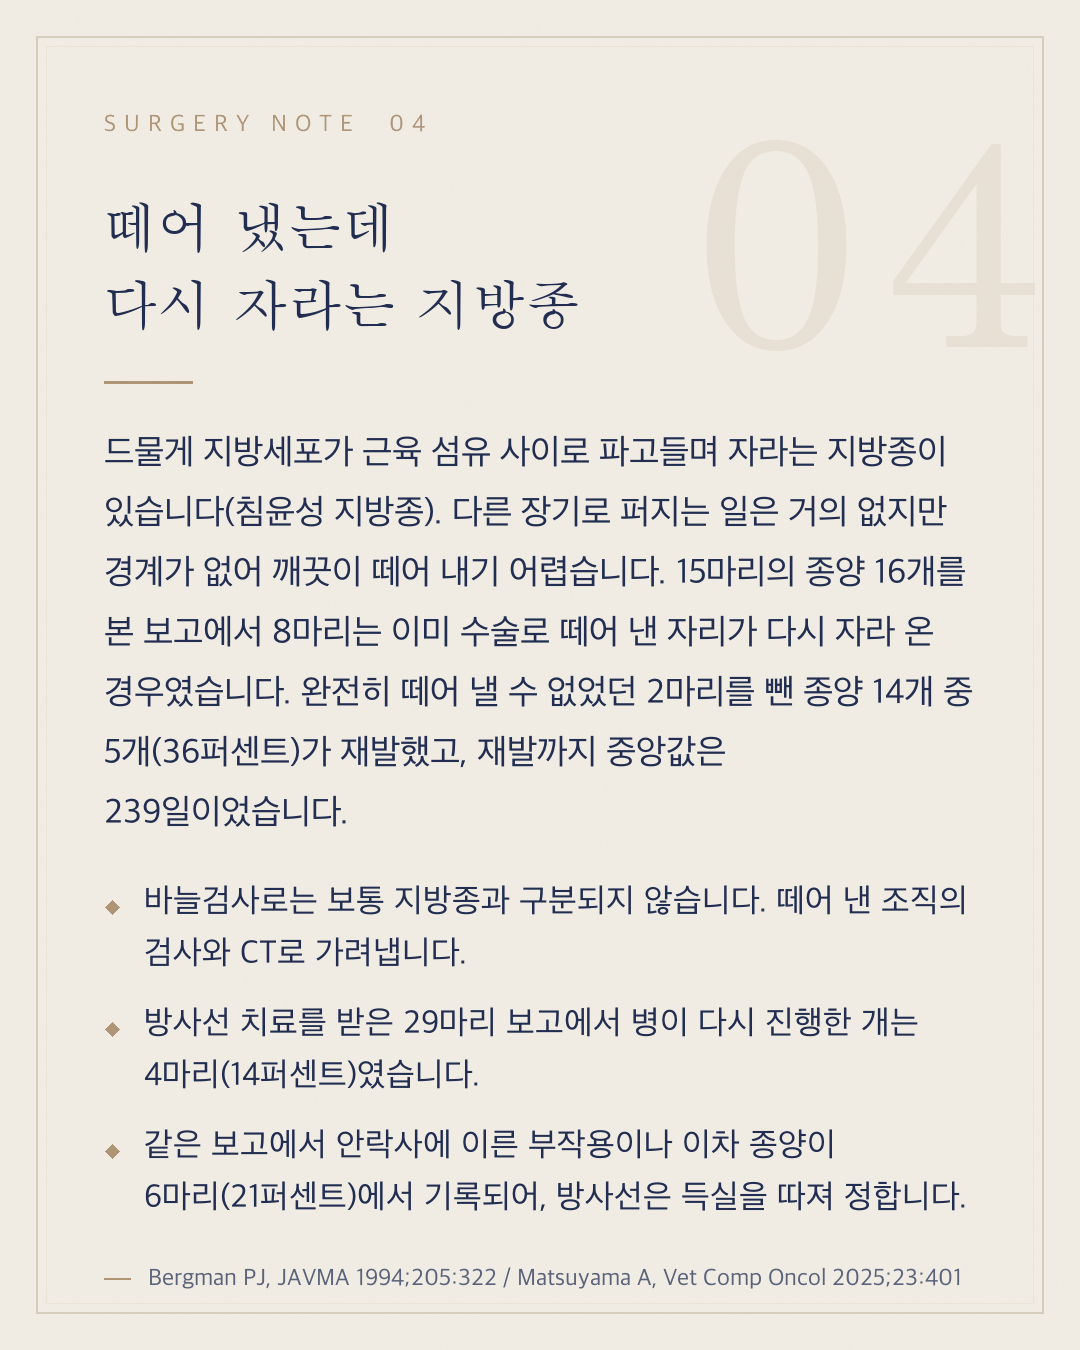 SURGERY NOTE 04
04
떼어 냈는데
다시 자라는 지방종
드물게 지방세포가 근육 섬유 사이로 파고들며 자라는 지방종이
있습니다(침윤성 지방종). 다른 장기로 퍼지는 일은 거의 없지만
경계가 없어 깨끗이 떼어 내기 어렵습니다. 15마리의 종양 16개를
본 보고에서 8마리는 이미 수술로 떼어 낸 자리가 다시 자라 온
경우였습니다. 완전히 떼어 낼 수 없었던 2마리를 뺀 종양 14개 중
5개(36퍼센트)가 재발했고, 재발까지 중앙값은
239일이었습니다.
◆ 바늘검사로는 보통 지방종과 구분되지 않습니다. 떼어 낸 조직의
검사와 CT로 가려냅니다.
◆ 방사선 치료를 받은 29마리 보고에서 병이 다시 진행한 개는
4마리(14퍼센트)였습니다.
◆ 같은 보고에서 안락사에 이른 부작용이나 이차 종양이
6마리(21퍼센트)에서 기록되어, 방사선은 득실을 따져 정합니다.
— Bergman PJ, JAVMA 1994;205:322 / Matsuyama A, Vet Comp Oncol 2025;23:401